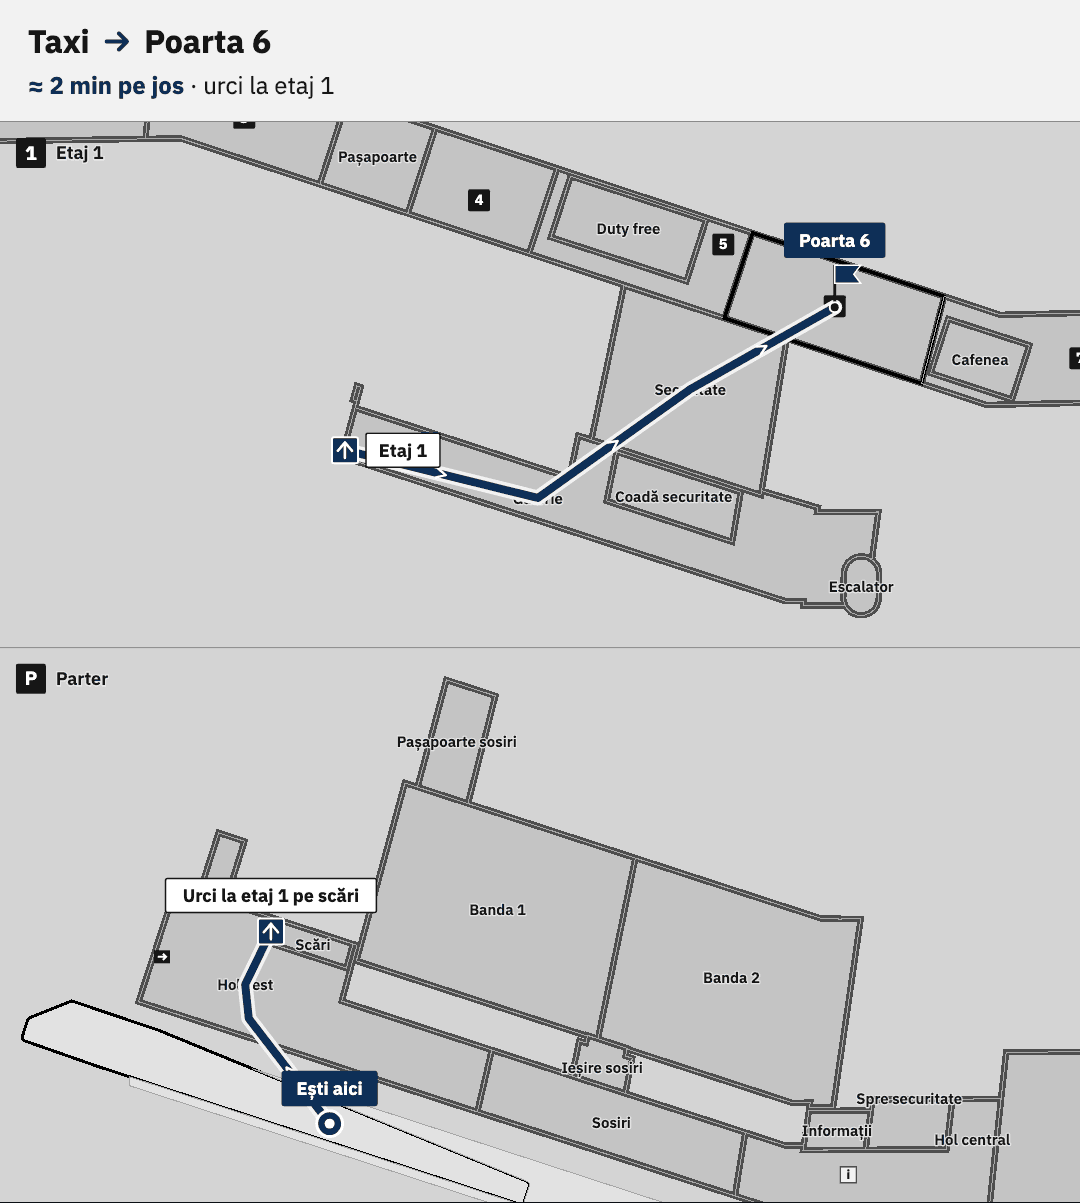 Taxi → Poarta 6
≈ 2 min pe jos · urci la etaj 1
1 Etaj 1
Pașapoarte
4
Duty free
5
Poarta 6
Cafenea
Etaj 1
Coadă securitate
Escalator
P Parter
Pașapoarte sosiri
Urci la etaj 1 pe scări
Scări
Banda 1
Banda 2
Ești aici
Ieșire sosiri
Sosiri
Spre securitate
Informații
Hol central
i